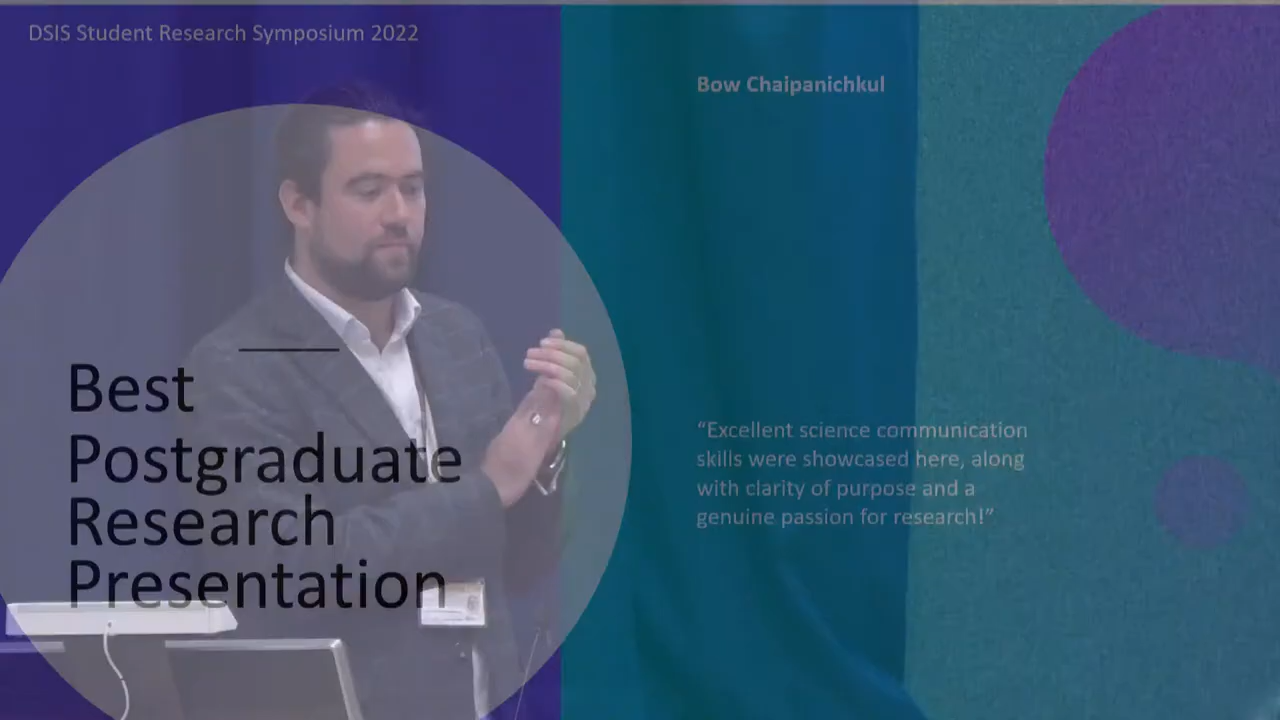 DSIS Student Research Symposium 2022
Bow Chaipanichkul
Best
Postgraduate
Research
Presentation
“Excellent science communication
skills were showcased here, along
with clarity of purpose and a
genuine passion for research!”